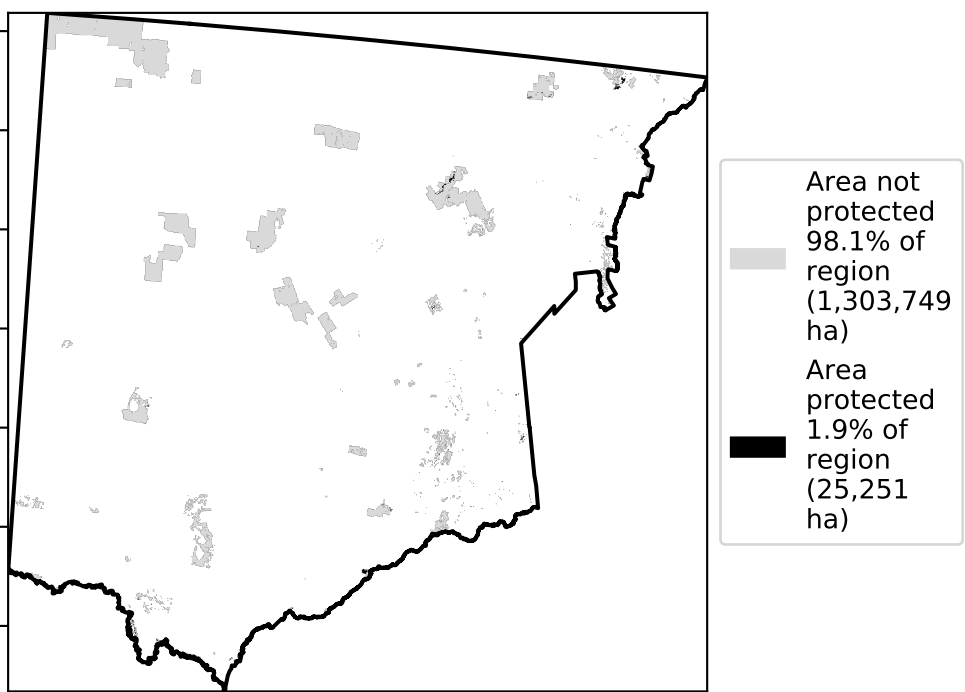 Area not
protected
98.1% of
region
(1,303,749
ha)
Area
protected
1.9% of
region
(25,251
ha)